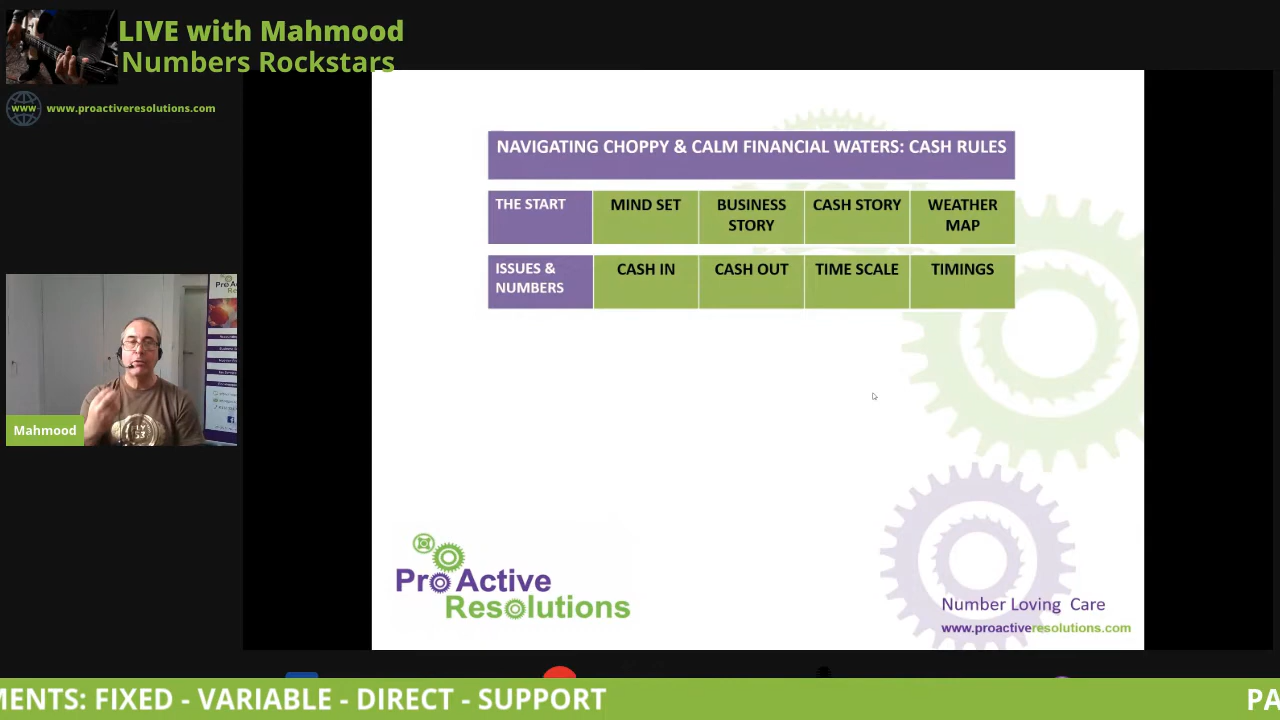 LIVE with Mahmood
Numbers Rockstars
www
www.proactiveresolutions.com
NAVIGATING CHOPPY & CALM FINANCIAL WATERS: CASH RULES
THE START
MIND SET
BUSINESS
STORY
CASH STORY
WEATHER
MAP
ISSUES &
NUMBERS
CASH IN
CASH OUT
TIME SCALE
TIMINGS
Mahmood
ProActive
Resolutions
Number Loving Care
www.proactiveresolutions.com
MENTS: FIXED - VARIABLE - DIRECT - SUPPORT
PA